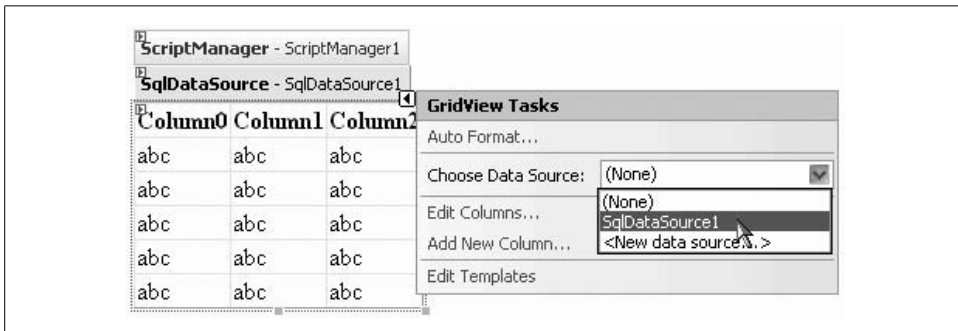 ScriptManager - ScriptManager1
SqlDataSource - SqlDataSource1
Column0 Column1 Column2
abc abc abc
abc abc abc
abc abc abc
abc abc abc
abc abc abc
GridView Tasks
Auto Format...
Choose Data Source: (None)
(None)
SqlDataSource1
<New data source...>
Edit Columns...
Add New Column...
Edit Templates